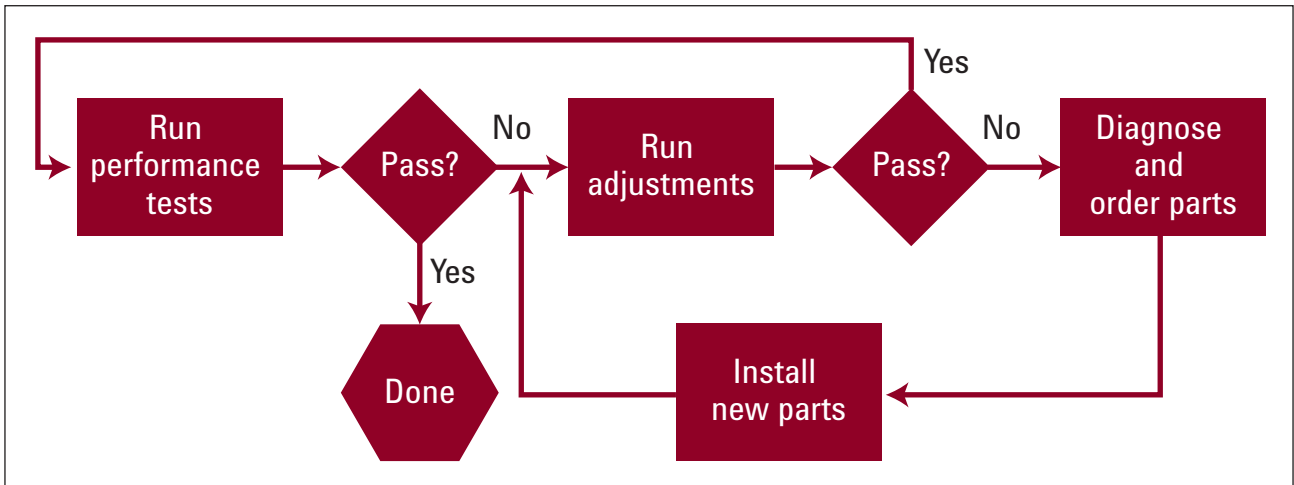 Yes
Run
performance
tests
Pass?
No
Run
adjustments
Pass?
No
Diagnose
and
order parts
Yes
Done
Install
new parts